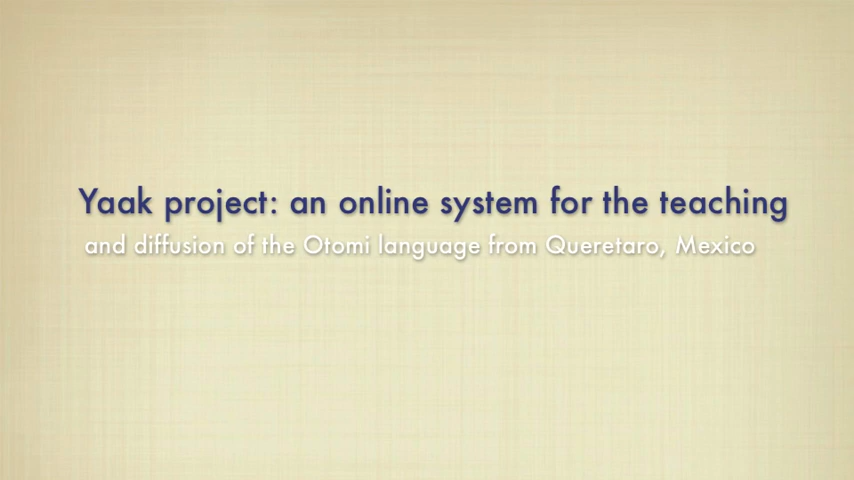 Yaak project: an online system for the teaching
and diffusion of the Otomi language from Queretaro, Mexico